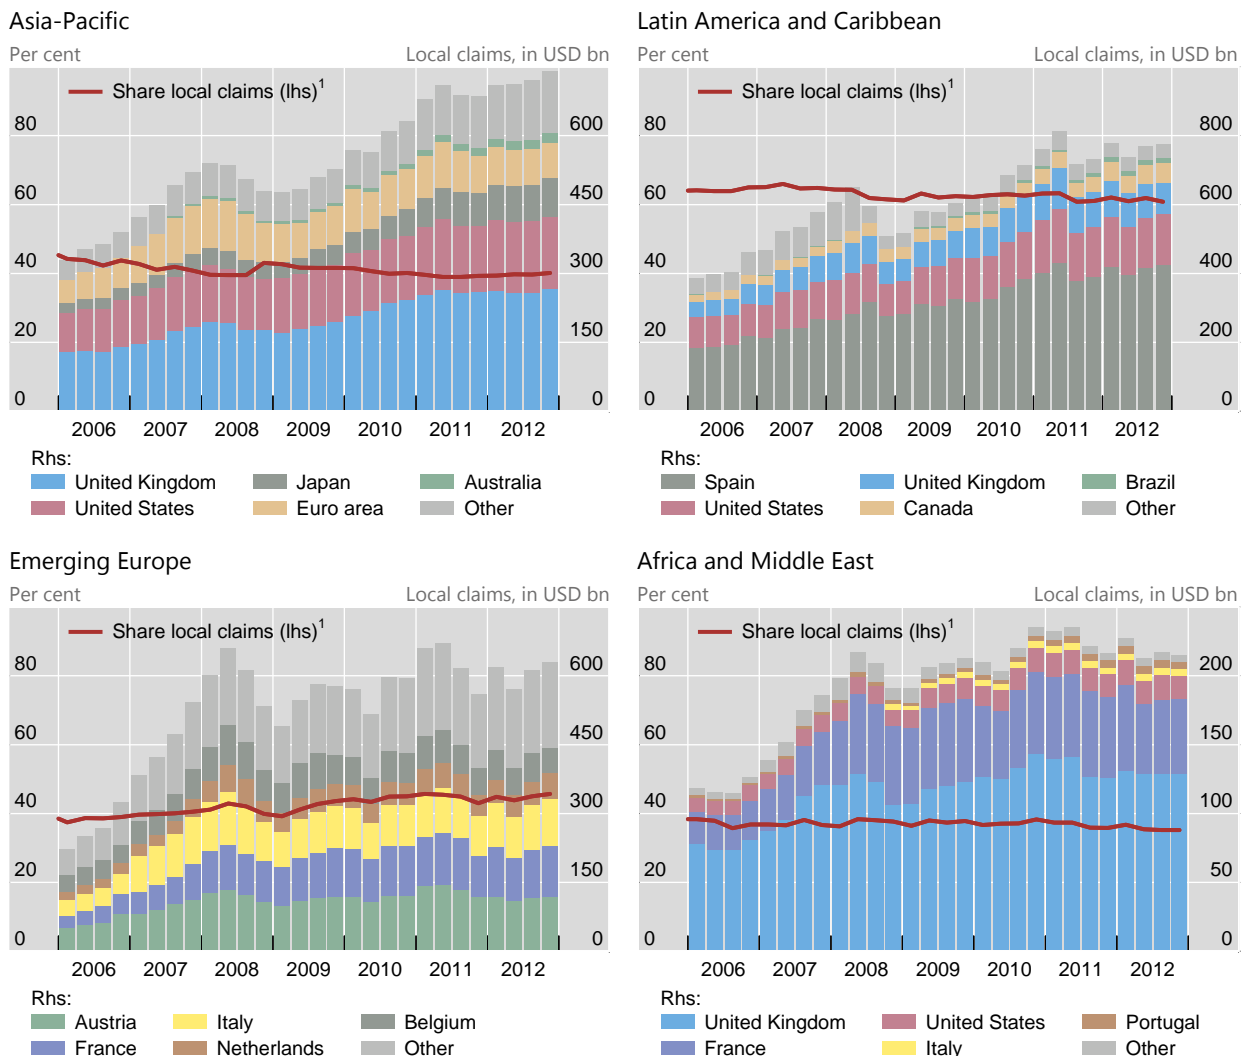 Asia-Pacific
Per cent Local claims, in USD bn
Share local claims (lhs)1
80 600
60 450
40 300
20 150
0 0
2006 2007 2008 2009 2010 2011 2012
Rhs:
United Kingdom Japan Australia
United States Euro area Other
Latin America and Caribbean
Per cent Local claims, in USD bn
Share local claims (lhs)1
80 800
60 600
40 400
20 200
0 0
2006 2007 2008 2009 2010 2011 2012
Rhs:
Spain United Kingdom Brazil
United States Canada Other
Emerging Europe
Per cent Local claims, in USD bn
Share local claims (lhs)1
80 600
60 450
40 300
20 150
0 0
2006 2007 2008 2009 2010 2011 2012
Rhs:
Austria Italy Belgium
France Netherlands Other
Africa and Middle East
Per cent Local claims, in USD bn
Share local claims (lhs)1
80 200
60 150
40 100
20 50
0 0
2006 2007 2008 2009 2010 2011 2012
Rhs:
United Kingdom United States Portugal
France Italy Other